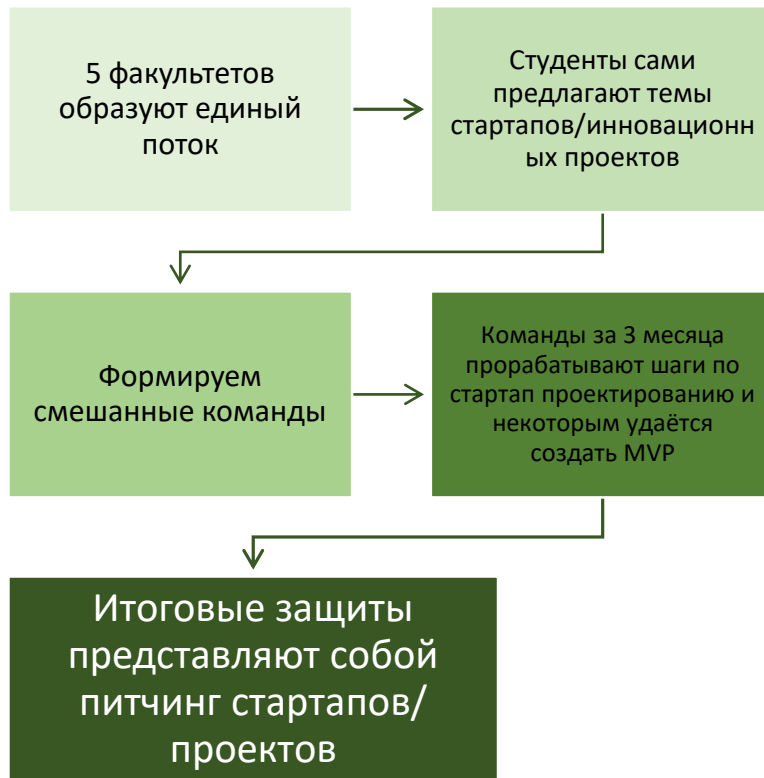 5 факультетов
образуют единый
поток
Студенты сами
предлагают темы
стартапов/инновационн
ых проектов
Формируем
смешанные команды
Команды за 3 месяца
прорабатывают шаги по
стартап проектированию и
некоторым удаётся
создать MVP
Итоговые защиты
представляют собой
питчинг стартапов/
проектов